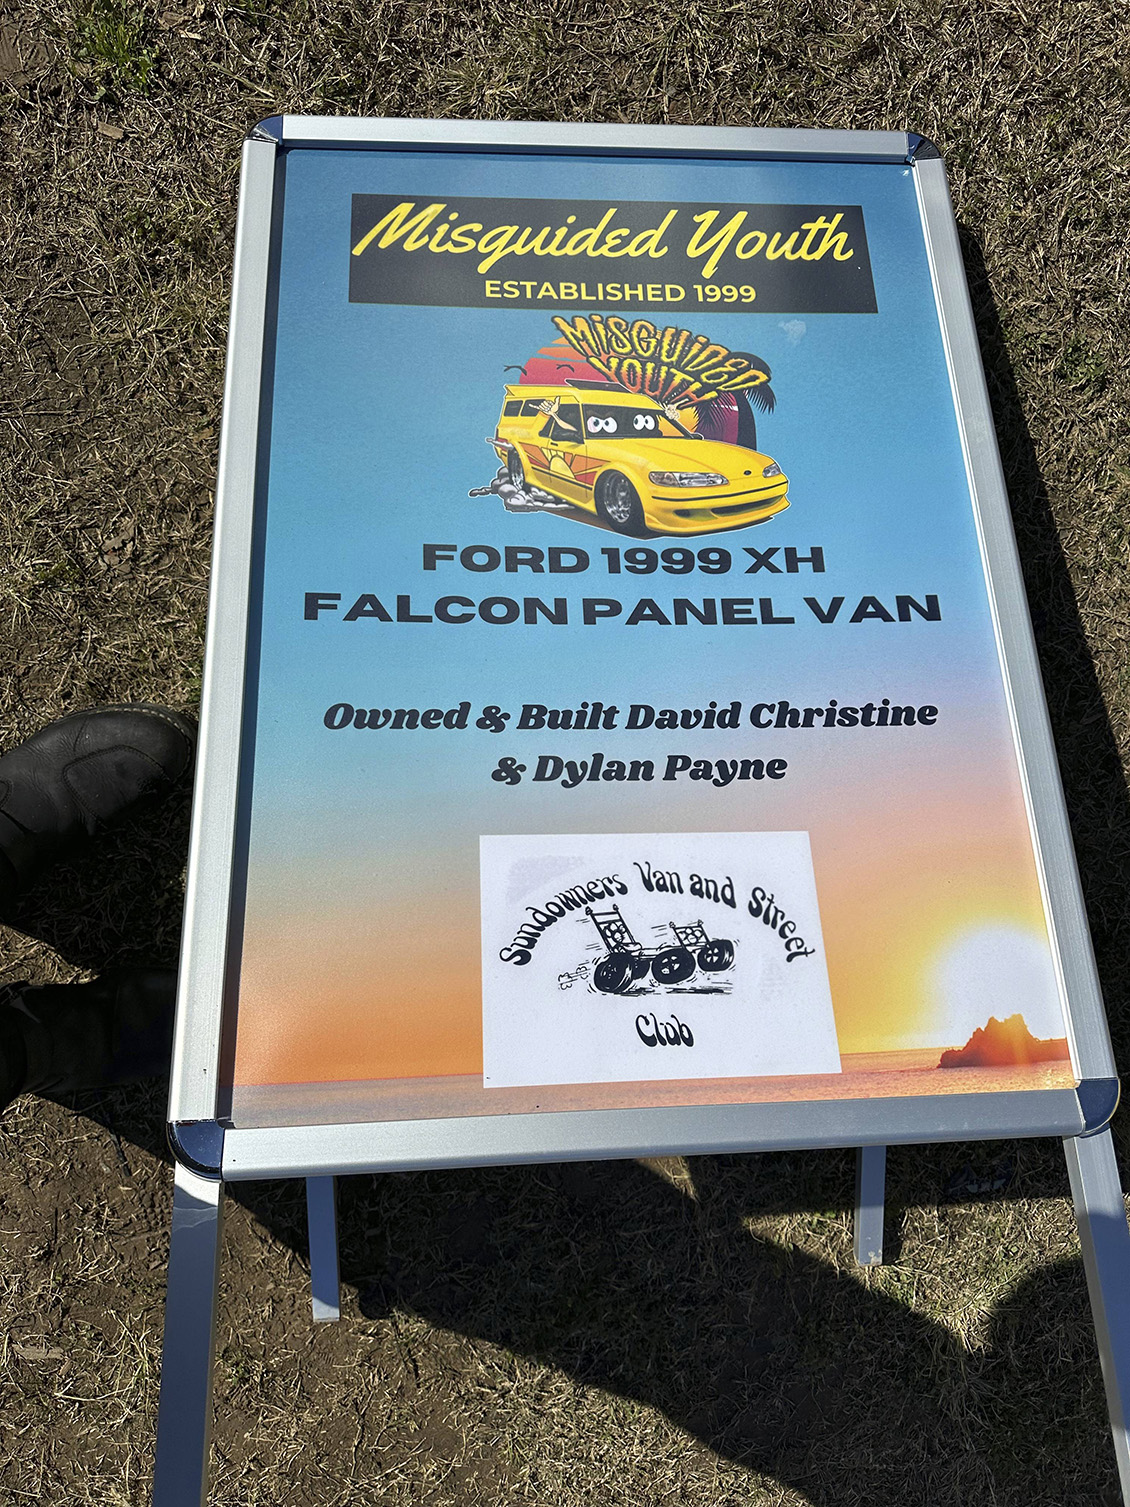 Misguided Youth
ESTABLISHED 1999
MISGUIDED
YOUTH
FORD 1999 XH
FALCON PANEL VAN
Owned & Built David Christine
& Dylan Payne
Sundowners Van and Street
Club